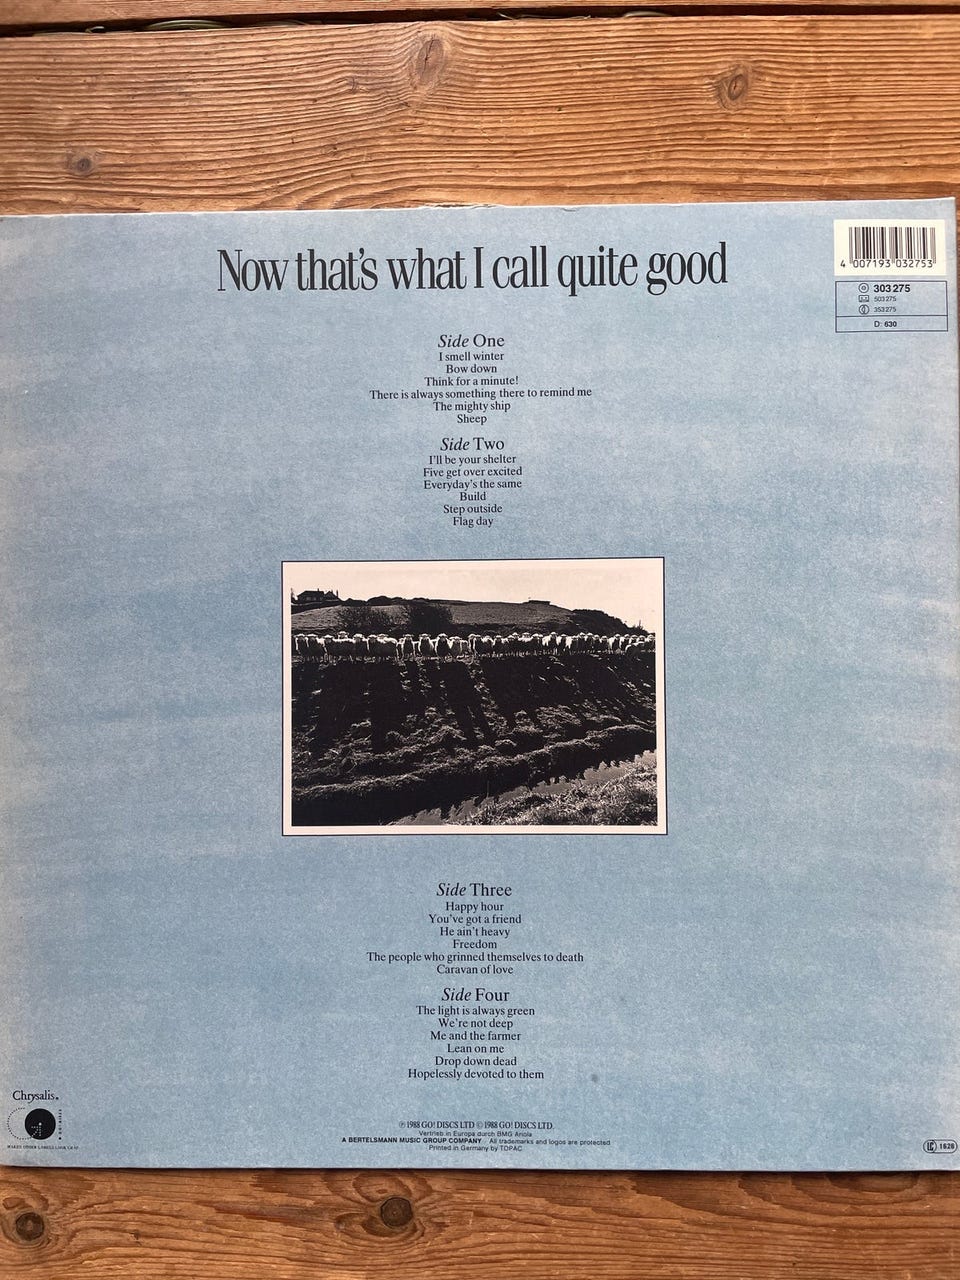 Now that's what I call quite good
4 007193 032753
303 275
503 275
353 275
D: 630
Side One
I smell winter
Bow down
Think for a minute!
There is always something there to remind me
The mighty ship
Sheep
Side Two
I'll be your shelter
Five get over excited
Everyday's the same
Build
Step outside
Flag day
Side Three
Happy hour
You've got a friend
He ain't heavy
Freedom
The people who grinned themselves to death
Caravan of love
Side Four
The light is always green
We're not deep
Me and the farmer
Lean on me
Drop down dead
Hopelessly devoted to them
Chrysalis.
℗ 1988 GO! DISCS LTD © 1988 GO! DISCS LTD.
Vertrieb in Europa durch BMG Ariola
A BERTELSMANN MUSIC GROUP COMPANY · All trademarks and logos are protected
Printed in Germany by TOPAC
LC 1626